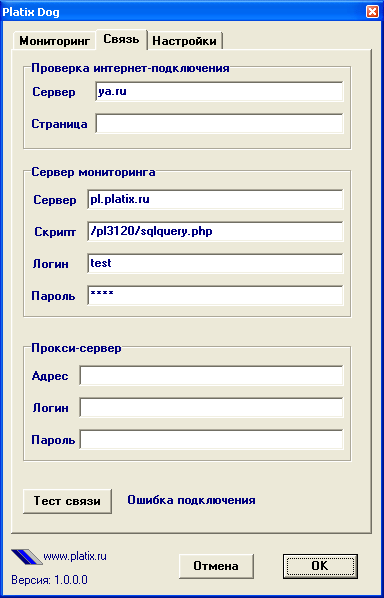 Platix Dog
Мониторинг Связь Настройки
Проверка интернет-подключения
Сервер ya.ru
Страница
Сервер мониторинга
Сервер pl.platix.ru
Скрипт /pl3120/sqlquery.php
Логин test
Пароль ****
Прокси-сервер
Адрес
Логин
Пароль
Тест связи Ошибка подключения
www.platix.ru
Отмена OK
Версия: 1.0.0.0